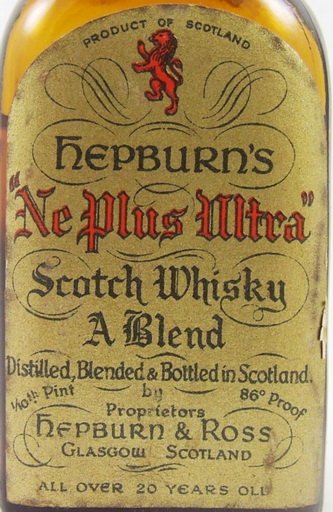 PRODUCT OF SCOTLAND
HEPBURN'S
"Ne Plus Ultra"
Scotch Whisky
A Blend
Distilled, Blended & Bottled in Scotland.
1/10th Pint by 86° Proof
Proprietors
HEPBURN & ROSS
GLASGOW SCOTLAND
ALL OVER 20 YEARS OLD